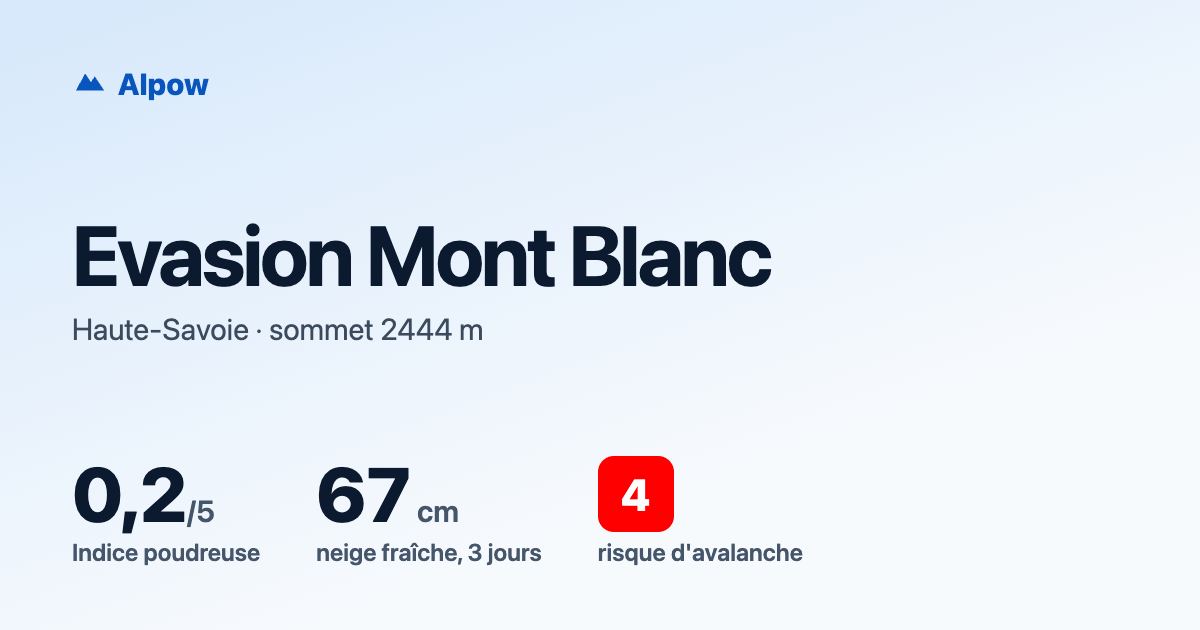 Alpow
Evasion Mont Blanc
Haute-Savoie · sommet 2444 m
0,2/5
Indice poudreuse
67 cm
neige fraîche, 3 jours
4
risque d'avalanche